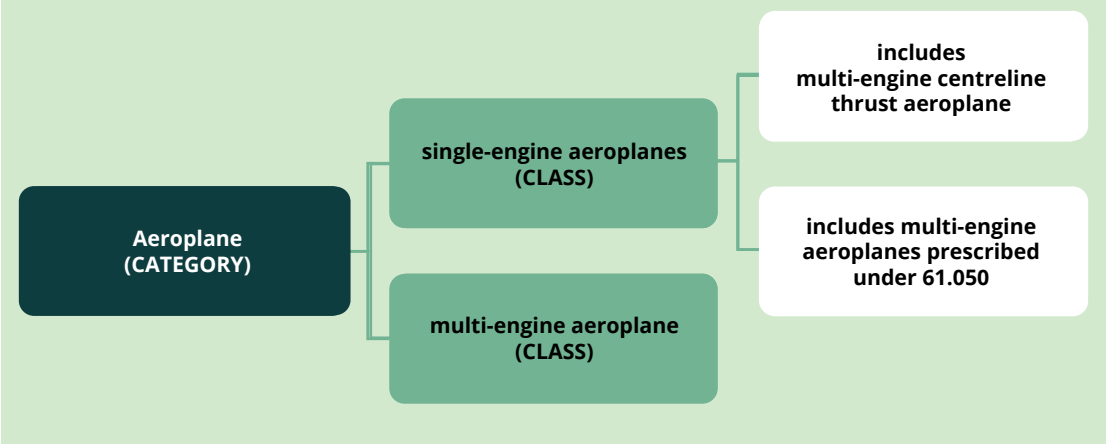 Aeroplane
(CATEGORY)
single-engine aeroplanes
(CLASS)
multi-engine aeroplane
(CLASS)
includes
multi-engine centreline
thrust aeroplane
includes multi-engine
aeroplanes prescribed
under 61.050